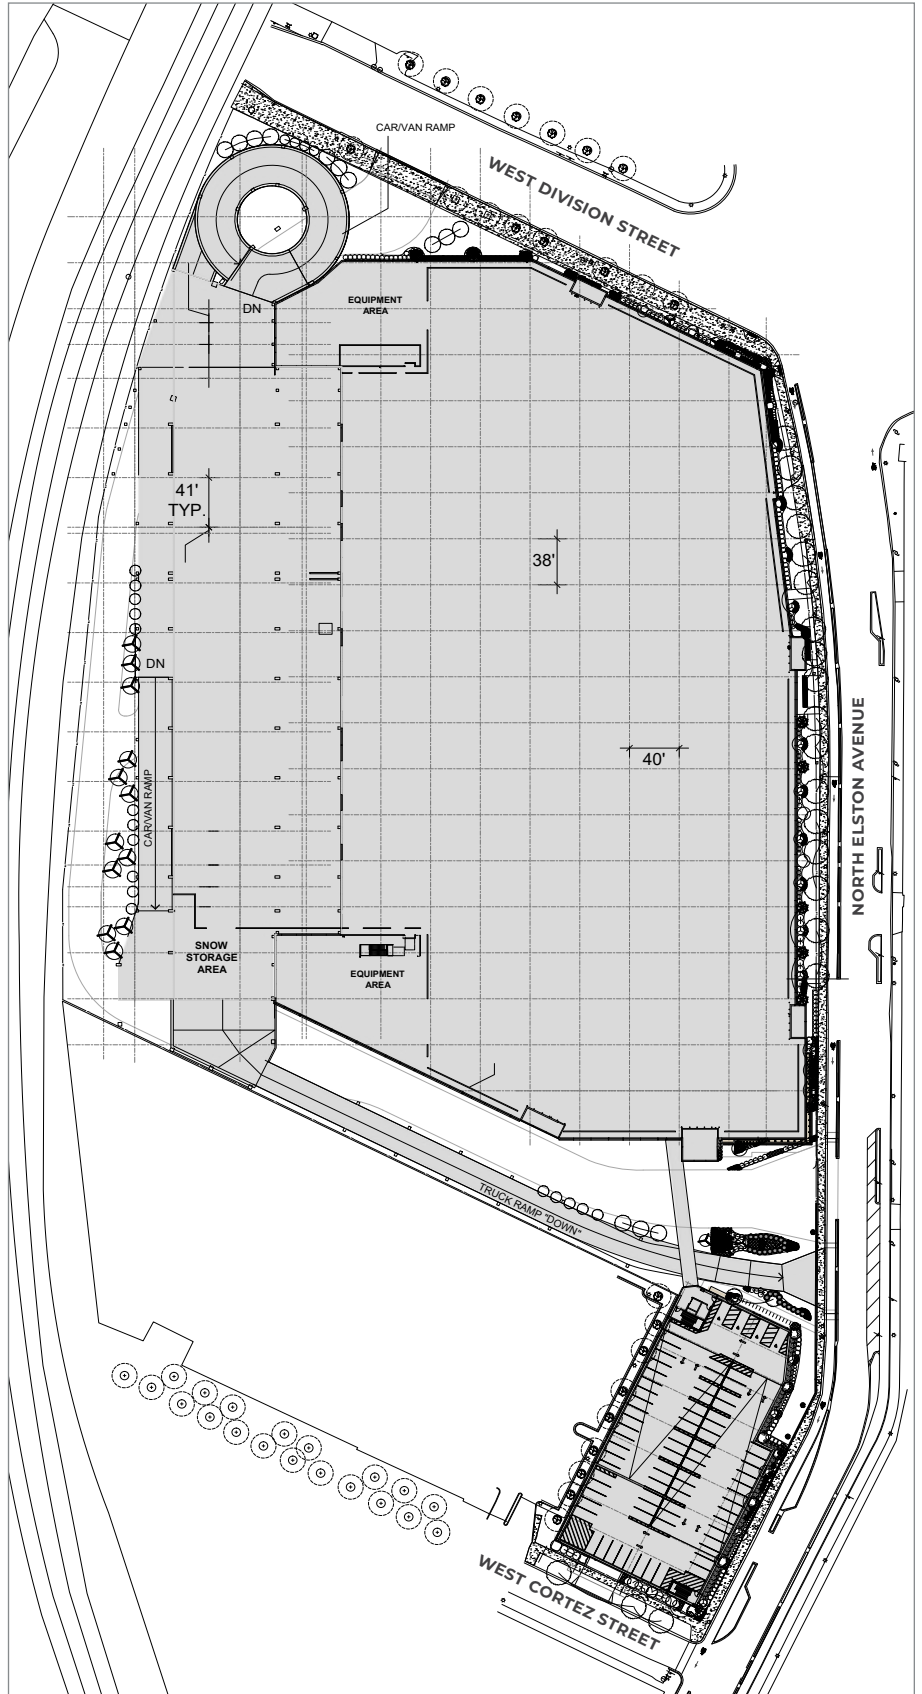 CAR/VAN RAMP
WEST DIVISION STREET
EQUIPMENT
AREA
DN
41'
TYP.
38'
DN
CAR/VAN RAMP
40'
NORTH ELSTON AVENUE
SNOW
STORAGE
AREA
EQUIPMENT
AREA
TRUCK RAMP "DOWN"
WEST CORTEZ STREET